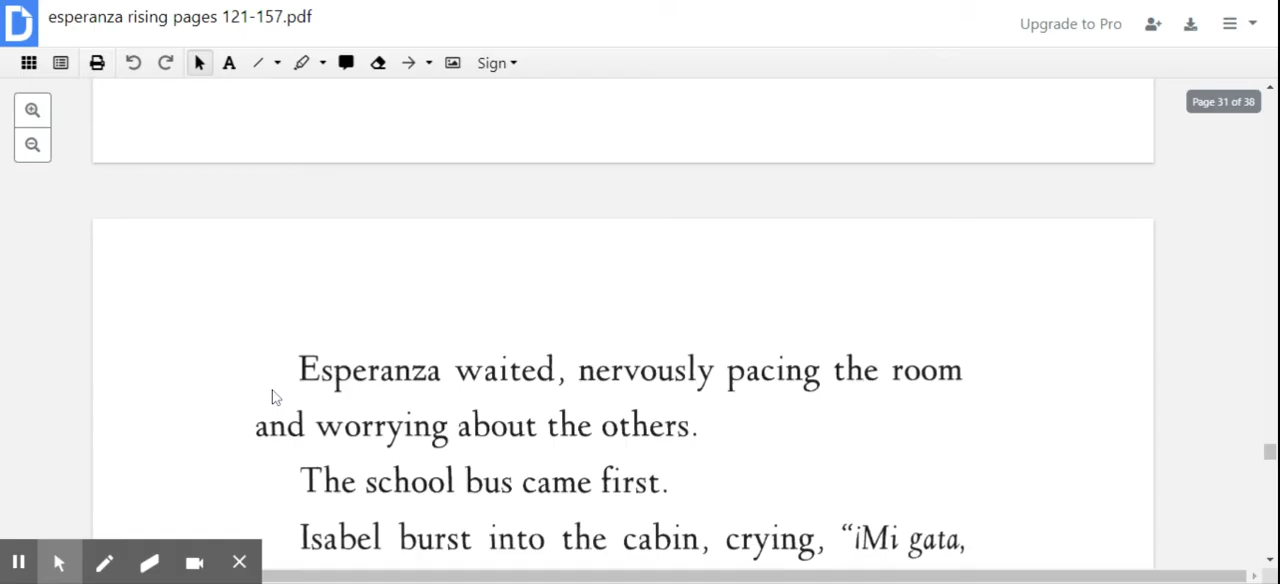 esperanza rising pages 121-157.pdf
Upgrade to Pro
Sign
Page 31 of 38
Esperanza waited, nervously pacing the room
and worrying about the others.
The school bus came first.
Isabel burst into the cabin, crying, “¡Mi gata,